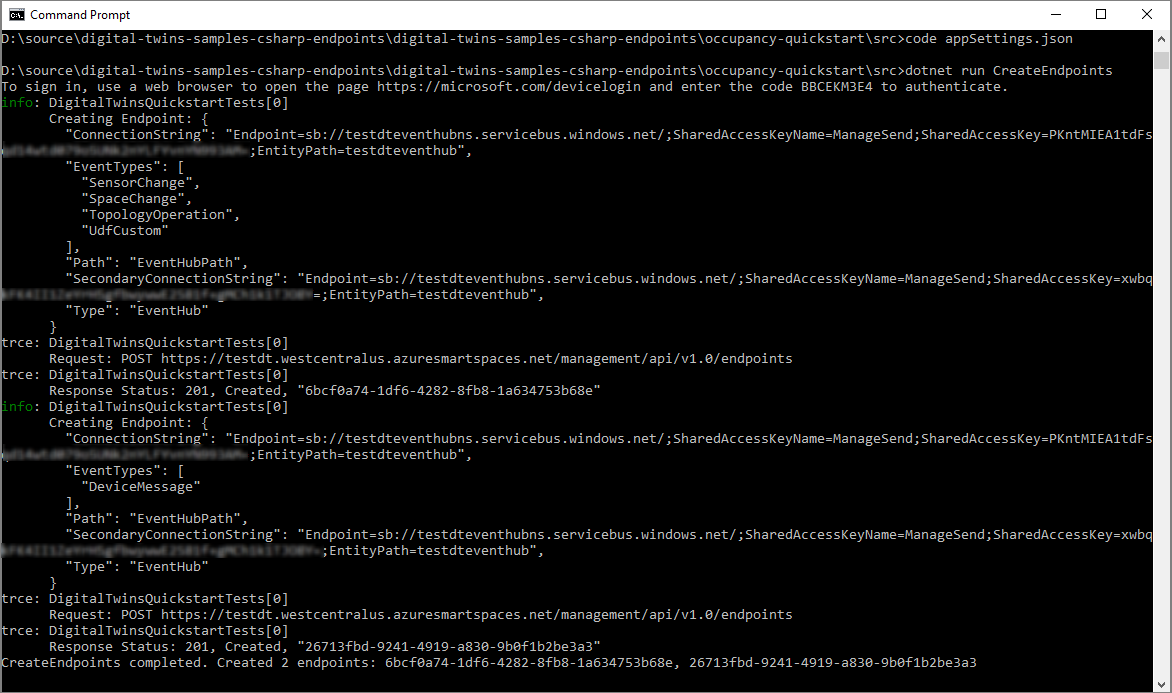 Command Prompt
D:\source\digital-twins-samples-csharp-endpoints\digital-twins-samples-csharp-endpoints\occupancy-quickstart\src>code appSettings.json
D:\source\digital-twins-samples-csharp-endpoints\digital-twins-samples-csharp-endpoints\occupancy-quickstart\src>dotnet run CreateEndpoints
To sign in, use a web browser to open the page https://microsoft.com/devicelogin and enter the code BBCEKM3E4 to authenticate.
info: DigitalTwinsQuickstartTests[0]
Creating Endpoint: {
"ConnectionString": "Endpoint=sb://testdteventhubns.servicebus.windows.net/;SharedAccessKeyName=ManageSend;SharedAccessKey=PKntMIEA1tdFs
;EntityPath=testdteventhub",
"EventTypes": [
"SensorChange",
"SpaceChange",
"TopologyOperation",
"UdfCustom"
],
"Path": "EventHubPath",
"SecondaryConnectionString": "Endpoint=sb://testdteventhubns.servicebus.windows.net/;SharedAccessKeyName=ManageSend;SharedAccessKey=xwbq
=;EntityPath=testdteventhub",
"Type": "EventHub"
}
trce: DigitalTwinsQuickstartTests[0]
Request: POST https://testdt.westcentralus.azuresmartspaces.net/management/api/v1.0/endpoints
trce: DigitalTwinsQuickstartTests[0]
Response Status: 201, Created, "6bcf0a74-1df6-4282-8fb8-1a634753b68e"
info: DigitalTwinsQuickstartTests[0]
Creating Endpoint: {
"ConnectionString": "Endpoint=sb://testdteventhubns.servicebus.windows.net/;SharedAccessKeyName=ManageSend;SharedAccessKey=PKntMIEA1tdFs
;EntityPath=testdteventhub",
"EventTypes": [
"DeviceMessage"
],
"Path": "EventHubPath",
"SecondaryConnectionString": "Endpoint=sb://testdteventhubns.servicebus.windows.net/;SharedAccessKeyName=ManageSend;SharedAccessKey=xwbq
;EntityPath=testdteventhub",
"Type": "EventHub"
}
trce: DigitalTwinsQuickstartTests[0]
Request: POST https://testdt.westcentralus.azuresmartspaces.net/management/api/v1.0/endpoints
trce: DigitalTwinsQuickstartTests[0]
Response Status: 201, Created, "26713fbd-9241-4919-a830-9b0f1b2be3a3"
CreateEndpoints completed. Created 2 endpoints: 6bcf0a74-1df6-4282-8fb8-1a634753b68e, 26713fbd-9241-4919-a830-9b0f1b2be3a3